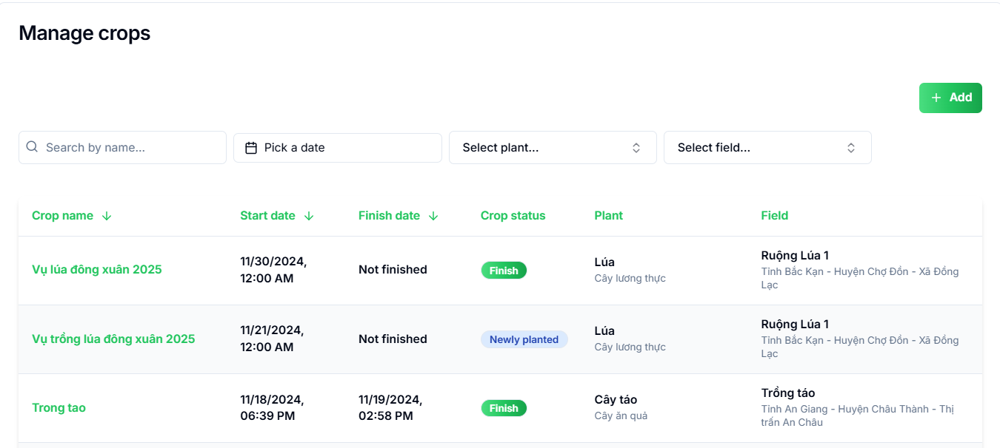 Manage crops
+ Add
Search by name...
Pick a date
Select plant...
Select field...
Crop name
Start date
Finish date
Crop status
Plant
Field
Vụ lúa đông xuân 2025
11/30/2024,
12:00 AM
Not finished
Finish
Lúa
Cây lương thực
Ruộng Lúa 1
Tỉnh Bắc Kạn - Huyện Chợ Đồn - Xã Đồng
Lạc
Vụ trồng lúa đông xuân 2025
11/21/2024,
12:00 AM
Not finished
Newly planted
Lúa
Cây lương thực
Ruộng Lúa 1
Tỉnh Bắc Kạn - Huyện Chợ Đồn - Xã Đồng
Lạc
Trong tao
11/18/2024,
06:39 PM
11/19/2024,
02:58 PM
Finish
Cây táo
Cây ăn quả
Trồng táo
Tỉnh An Giang - Huyện Châu Thành - Thị
trấn An Châu